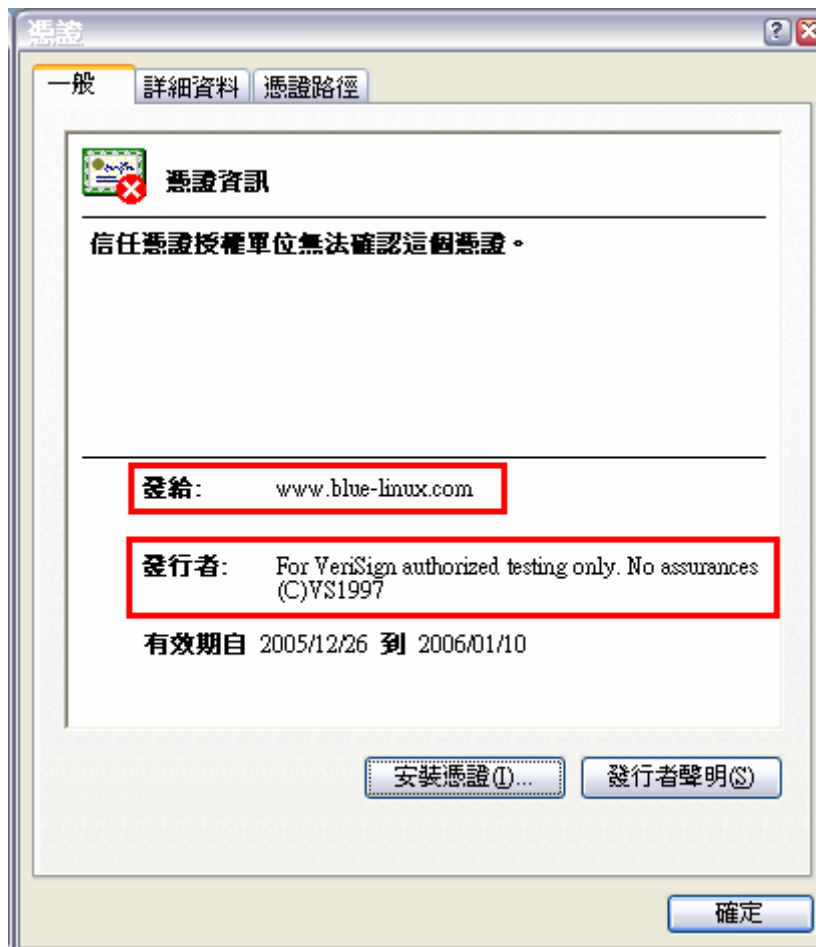 憑證
一般 詳細資料 憑證路徑
憑證資訊
信任憑證授權單位無法確認這個憑證。
發給: www.blue-linux.com
發行者: For VeriSign authorized testing only. No assurances
(C)VS1997
有效期自 2005/12/26 到 2006/01/10
安裝憑證(I)... 發行者聲明(S)
確定